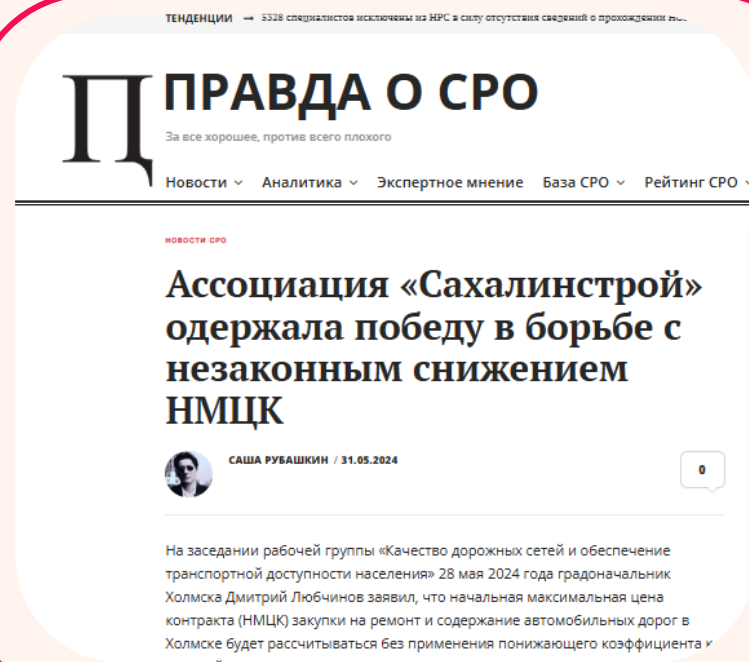 ТЕНДЕНЦИИ → 5328 специалистов исключены из НРС в силу отсутствия сведений о прохождении
П ПРАВДА О СРО
За все хорошее, против всего плохого
Новости Аналитика Экспертное мнение База СРО Рейтинг СРО
НОВОСТИ СРО
Ассоциация «Сахалинстрой»
одержала победу в борьбе с
незаконным снижением
НМЦК
САША РУБАШКИН / 31.05.2024
0
На заседании рабочей группы «Качество дорожных сетей и обеспечение
транспортной доступности населения» 28 мая 2024 года градоначальник
Холмска Дмитрий Любчинов заявил, что начальная максимальная цена
контракта (НМЦК) закупки на ремонт и содержание автомобильных дорог в
Холмске будет рассчитываться без применения понижающего коэффициента